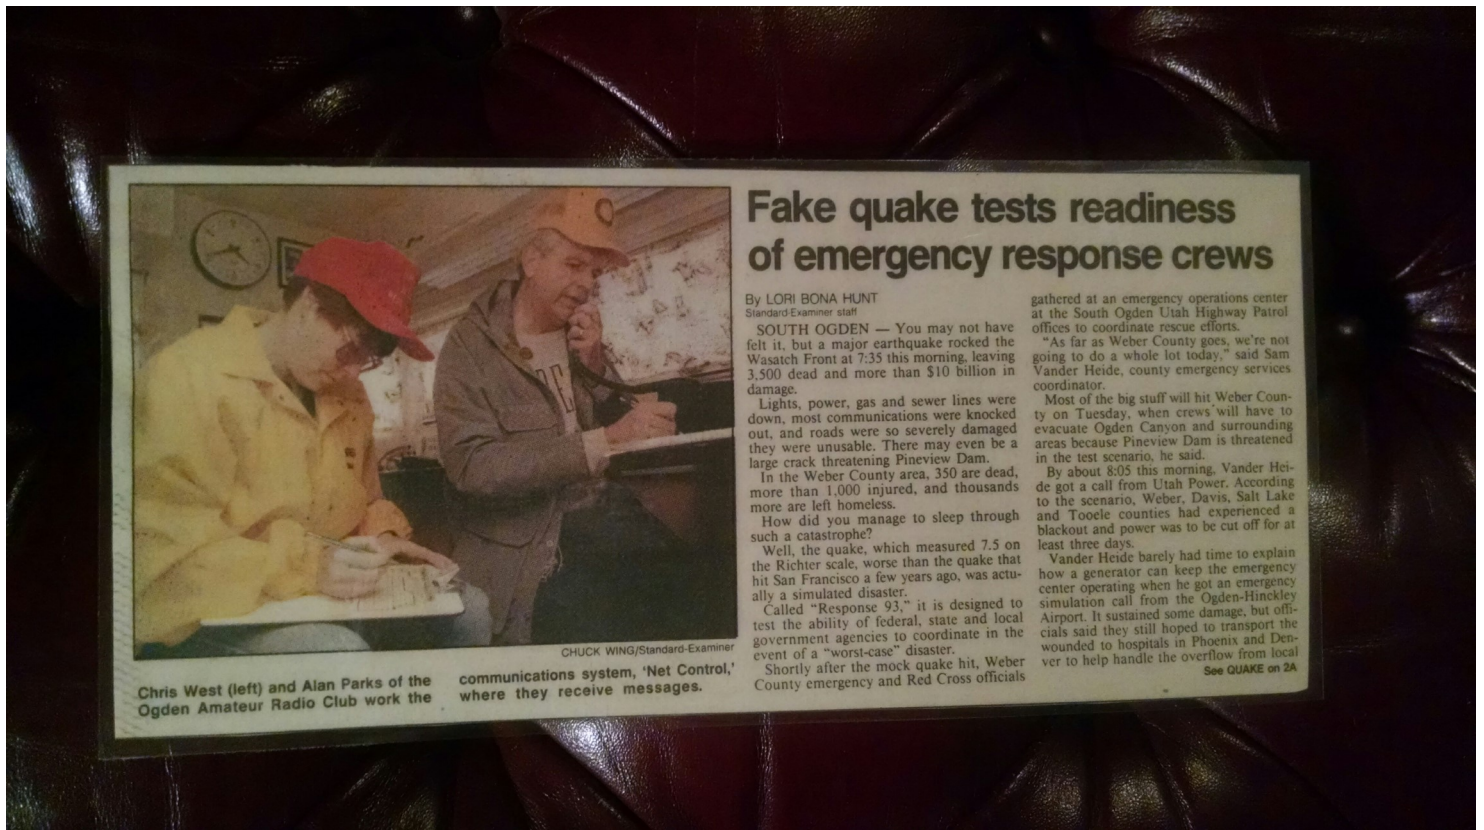 Fake quake tests readiness
of emergency response crews
By LORI BONA HUNT
Standard-Examiner staff
SOUTH OGDEN — You may not have
felt it, but a major earthquake rocked the
Wasatch Front at 7:35 this morning, leaving
3,500 dead and more than $10 billion in
damage.
Lights, power, gas and sewer lines were
down, most communications were knocked
out, and roads were so severely damaged
they were unusable. There may even be a
large crack threatening Pineview Dam.
In the Weber County area, 350 are dead,
more than 1,000 injured, and thousands
more are left homeless.
How did you manage to sleep through
such a catastrophe?
Well, the quake, which measured 7.5 on
the Richter scale, worse than the quake that
hit San Francisco a few years ago, was actu-
ally a simulated disaster.
Called “Response 93,” it is designed to
test the ability of federal, state and local
government agencies to coordinate in the
event of a “worst-case” disaster.
Shortly after the mock quake hit, Weber
County emergency and Red Cross officials
gathered at an emergency operations center
at the South Ogden Utah Highway Patrol
offices to coordinate rescue efforts.
“As far as Weber County goes, we’re not
going to do a whole lot today,” said Sam
Vander Heide, county emergency services
coordinator.
Most of the big stuff will hit Weber Coun-
ty on Tuesday, when crews will have to
evacuate Ogden Canyon and surrounding
areas because Pineview Dam is threatened
in the test scenario, he said.
By about 8:05 this morning, Vander Hei-
de got a call from Utah Power. According
to the scenario, Weber, Davis, Salt Lake
and Tooele counties had experienced a
blackout and power was to be cut off for at
least three days.
Vander Heide barely had time to explain
how a generator can keep the emergency
center operating when he got an emergency
simulation call from the Ogden-Hinckley
Airport. It sustained some damage, but offi-
cials said they still hoped to transport the
wounded to hospitals in Phoenix and Den-
ver to help handle the overflow from local
See QUAKE on 2A
CHUCK WING/Standard-Examiner
Chris West (left) and Alan Parks of the
Ogden Amateur Radio Club work the
communications system, ‘Net Control,’
where they receive messages.